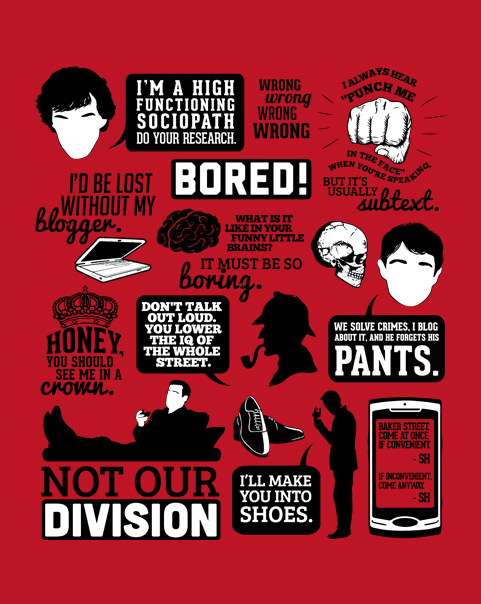 I'M A HIGH
FUNCTIONING
SOCIOPATH
DO YOUR RESEARCH.
WRONG
wrong
WRONG
WRONG
I ALWAYS HEAR
"PUNCH ME
IN THE FACE"
WHEN YOU'RE SPEAKING,
BUT IT'S
USUALLY
subtext.
I'D BE LOST
WITHOUT MY
blogger.
BORED!
WHAT IS IT
LIKE IN YOUR
FUNNY LITTLE
BRAINS?
IT MUST BE SO
boring.
HONEY,
YOU SHOULD
SEE ME IN A
crown.
DON'T TALK
OUT LOUD.
YOU LOWER
THE IQ OF
THE WHOLE
STREET.
WE SOLVE CRIMES, I BLOG
ABOUT IT, AND HE FORGETS HIS
PANTS.
NOT OUR
DIVISION
Hello
I'LL MAKE
YOU INTO
SHOES.
BAKER STREET.
COME AT ONCE
IF CONVENIENT.
- SH
IF INCONVENIENT,
COME ANYWAY.
- SH